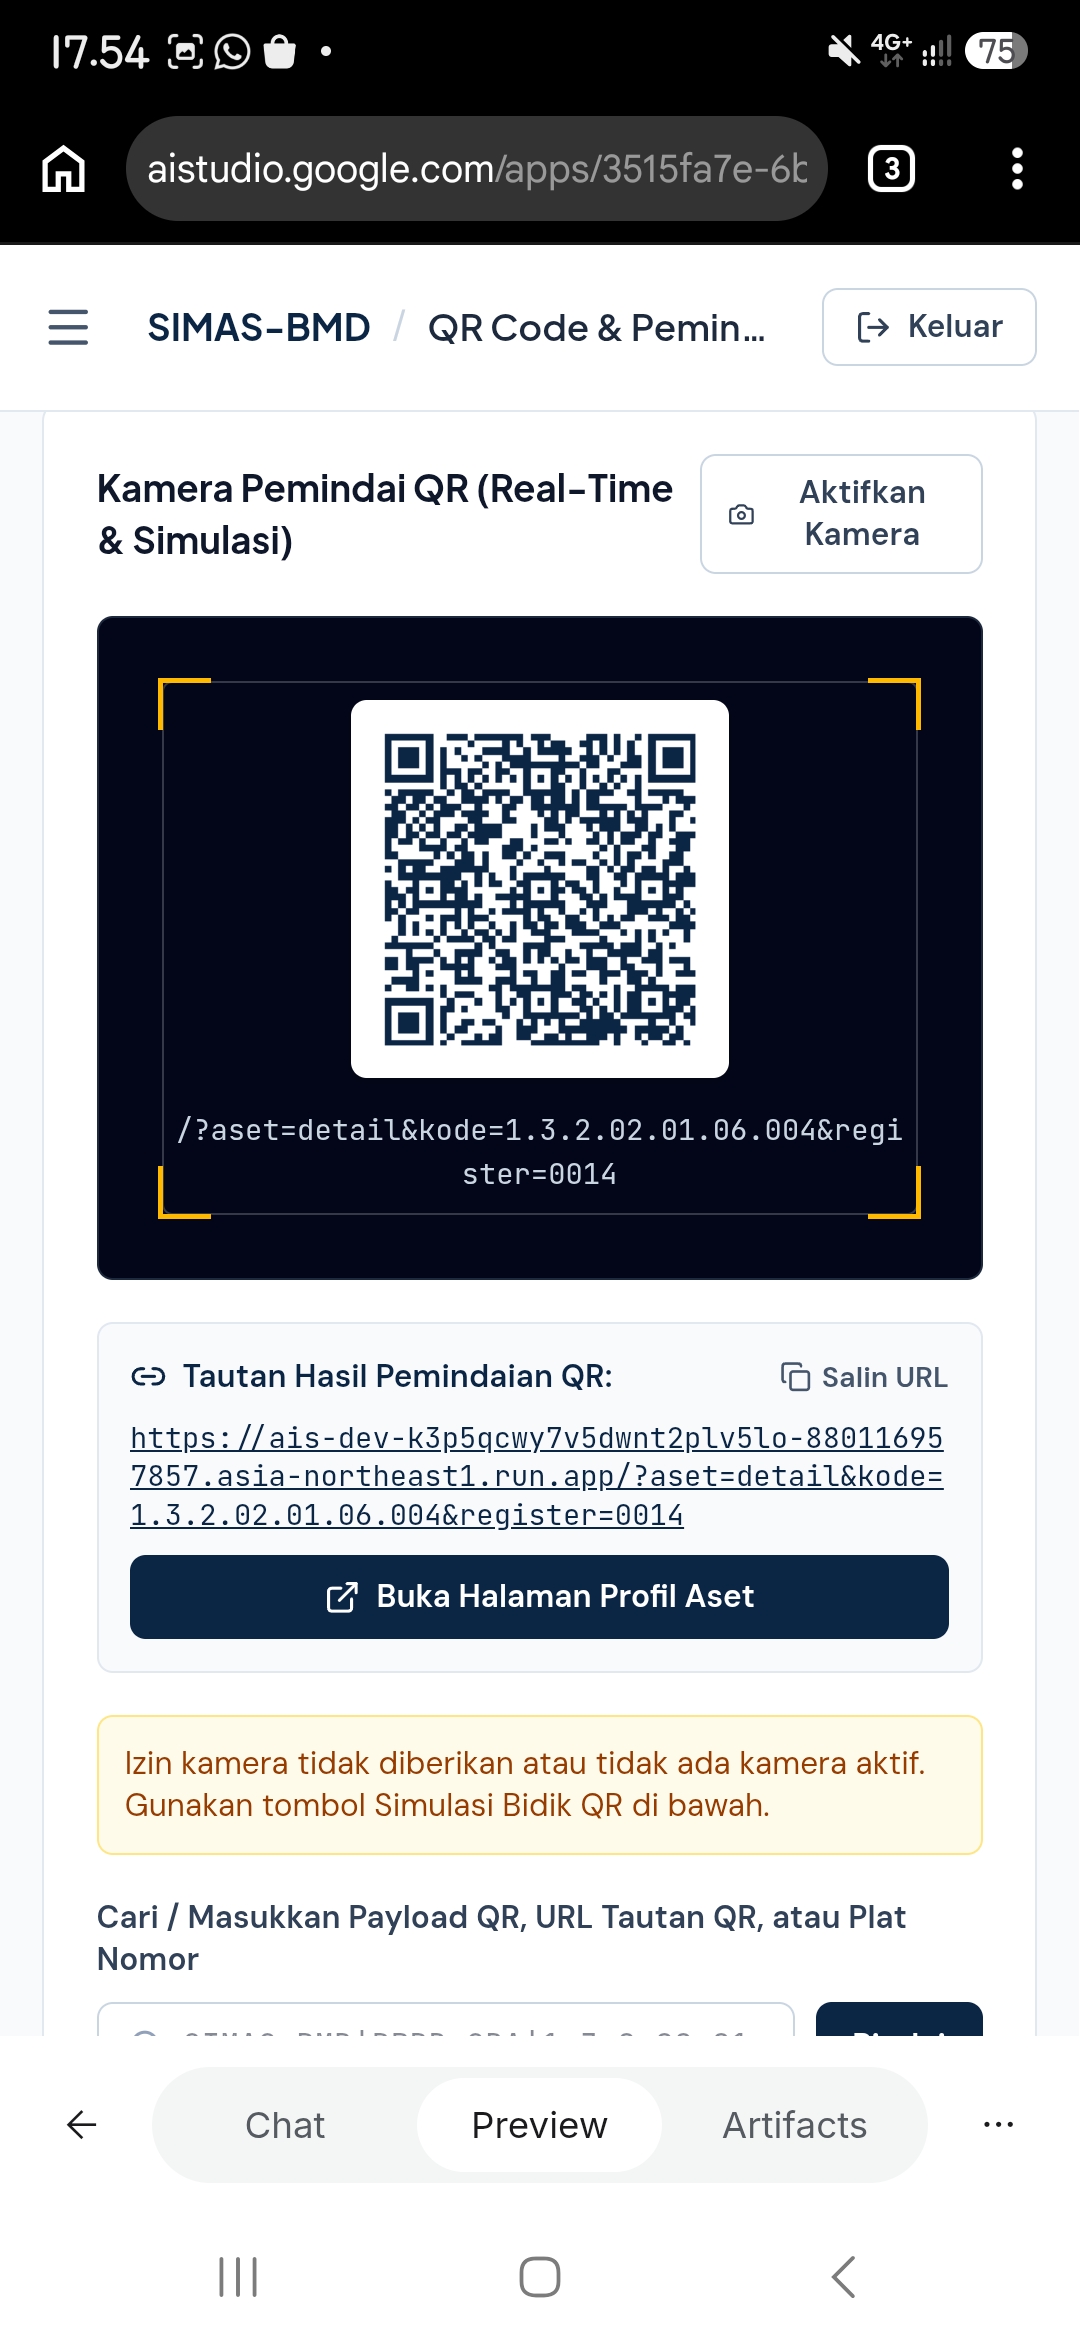 17.54
4G+
75
aistudio.google.com/apps/3515fa7e-6b
3
SIMAS-BMD / QR Code & Pemin...
Keluar
Kamera Pemindai QR (Real-Time
& Simulasi)
Aktifkan
Kamera
/?aset=detail&kode=1.3.2.02.01.06.004&regi
ster=0014
Tautan Hasil Pemindaian QR:
Salin URL
https://ais-dev-k3p5qcwy7v5dwnt2plv5lo-88011695
7857.asia-northeast1.run.app/?aset=detail&kode=
1.3.2.02.01.06.004&register=0014
Buka Halaman Profil Aset
Izin kamera tidak diberikan atau tidak ada kamera aktif.
Gunakan tombol Simulasi Bidik QR di bawah.
Cari / Masukkan Payload QR, URL Tautan QR, atau Plat
Nomor
Chat
Preview
Artifacts